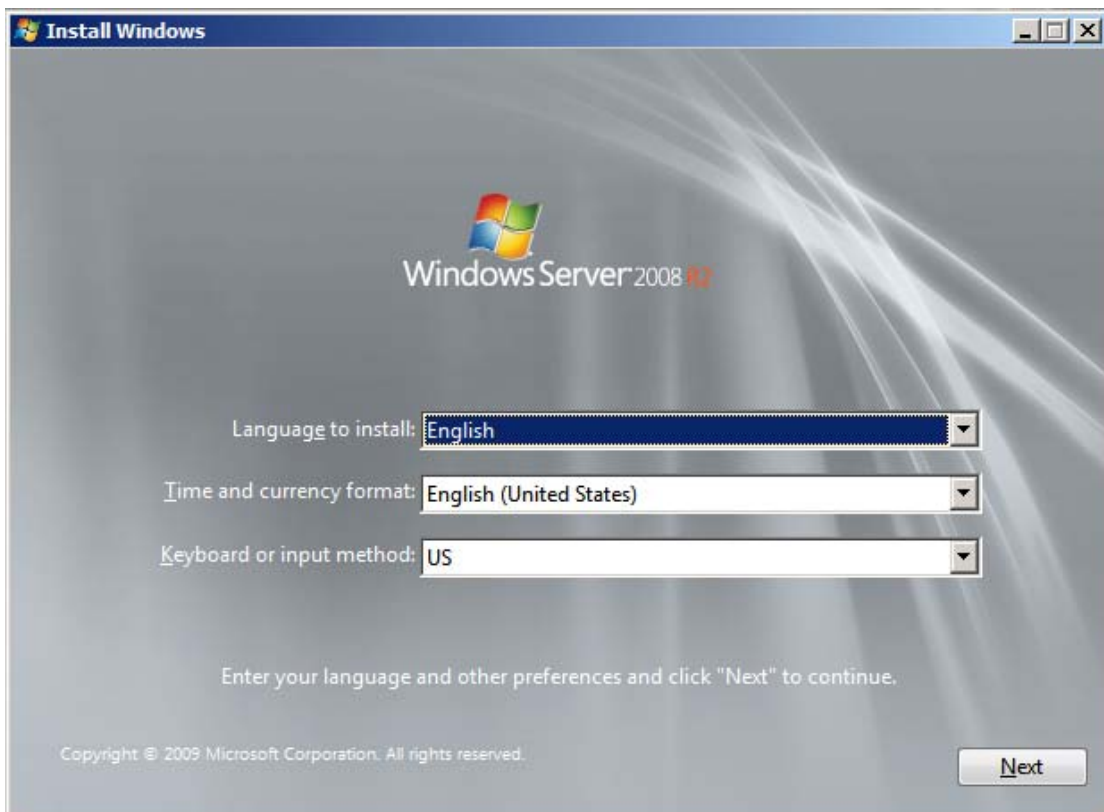 Install Windows
Windows Server 2008 R2
Language to install: English
Time and currency format: English (United States)
Keyboard or input method: US
Enter your language and other preferences and click "Next" to continue.
Copyright © 2009 Microsoft Corporation. All rights reserved.
Next